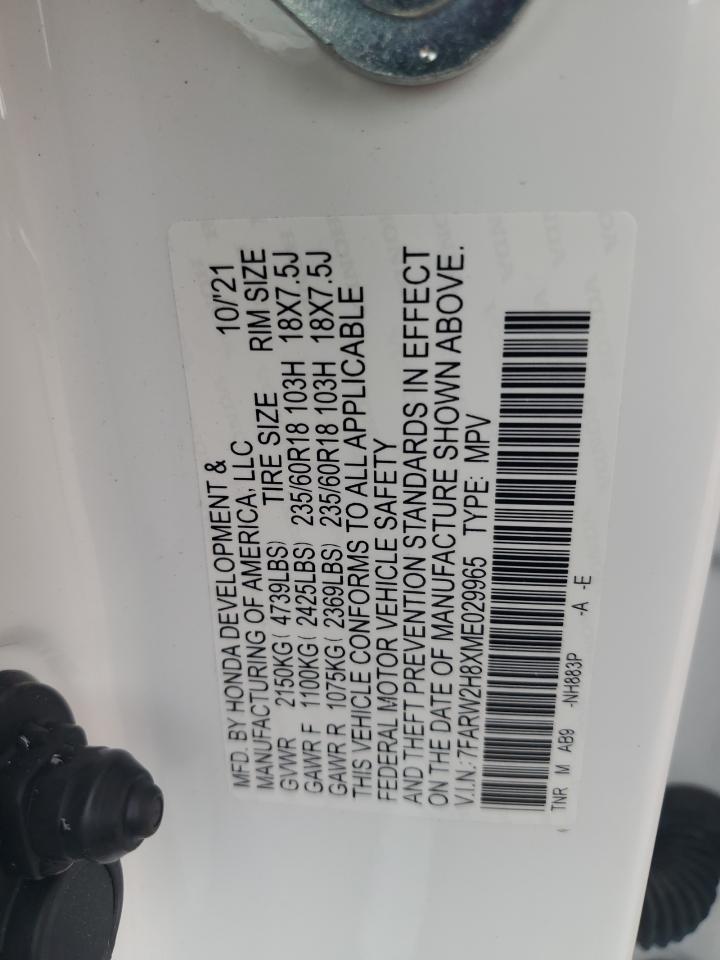 MFD. BY HONDA DEVELOPMENT & 10/'21
MANUFACTURING OF AMERICA, LLC RIM SIZE
GVWR 2150KG( 4739LBS) TIRE SIZE
GAWR F 1100KG( 2425LBS) 235/60R18 103H 18X7.5J
GAWR R 1075KG( 2369LBS) 235/60R18 103H 18X7.5J
THIS VEHICLE CONFORMS TO ALL APPLICABLE
FEDERAL MOTOR VEHICLE SAFETY
AND THEFT PREVENTION STANDARDS IN EFFECT
ON THE DATE OF MANUFACTURE SHOWN ABOVE.
V.I.N.: 7FARW2H8XME029965 TYPE: MPV
TNR M AB9 -NH883P -A -E